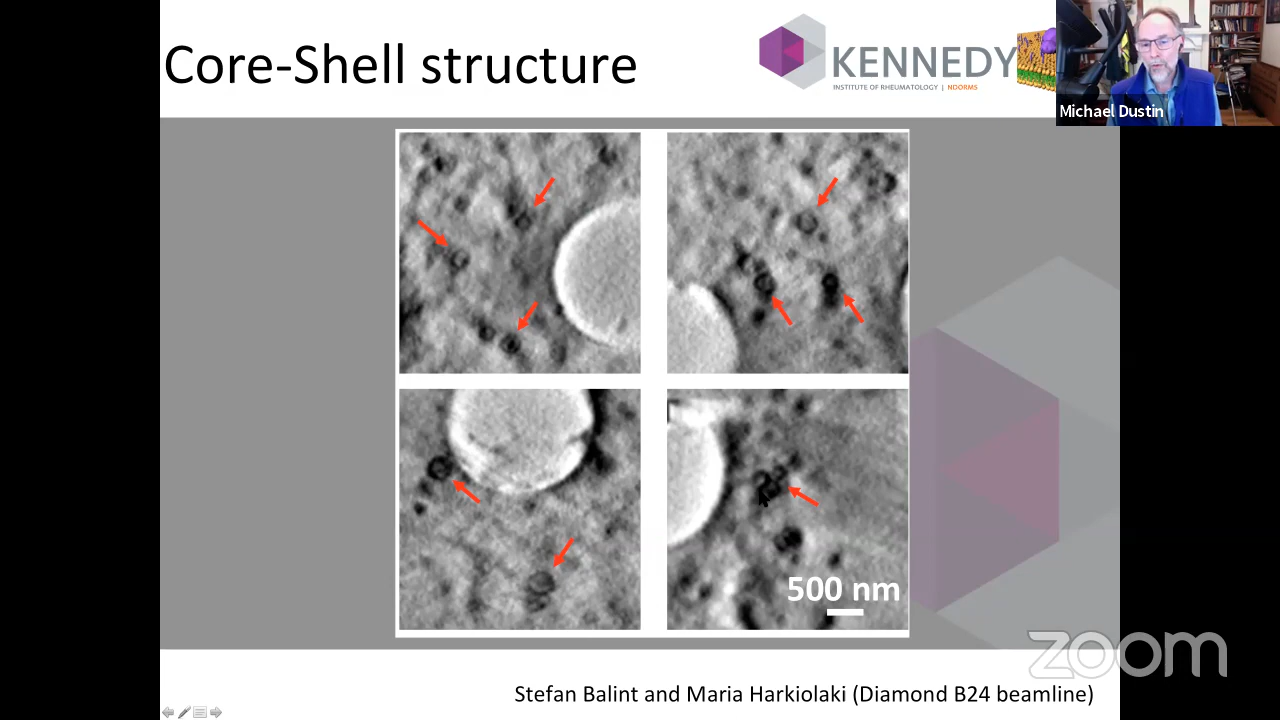 Core-Shell structure
KENNEDY
INSTITUTE OF RHEUMATOLOGY | NDORMS
Michael Dustin
500 nm
zoom
Stefan Balint and Maria Harkiolaki (Diamond B24 beamline)